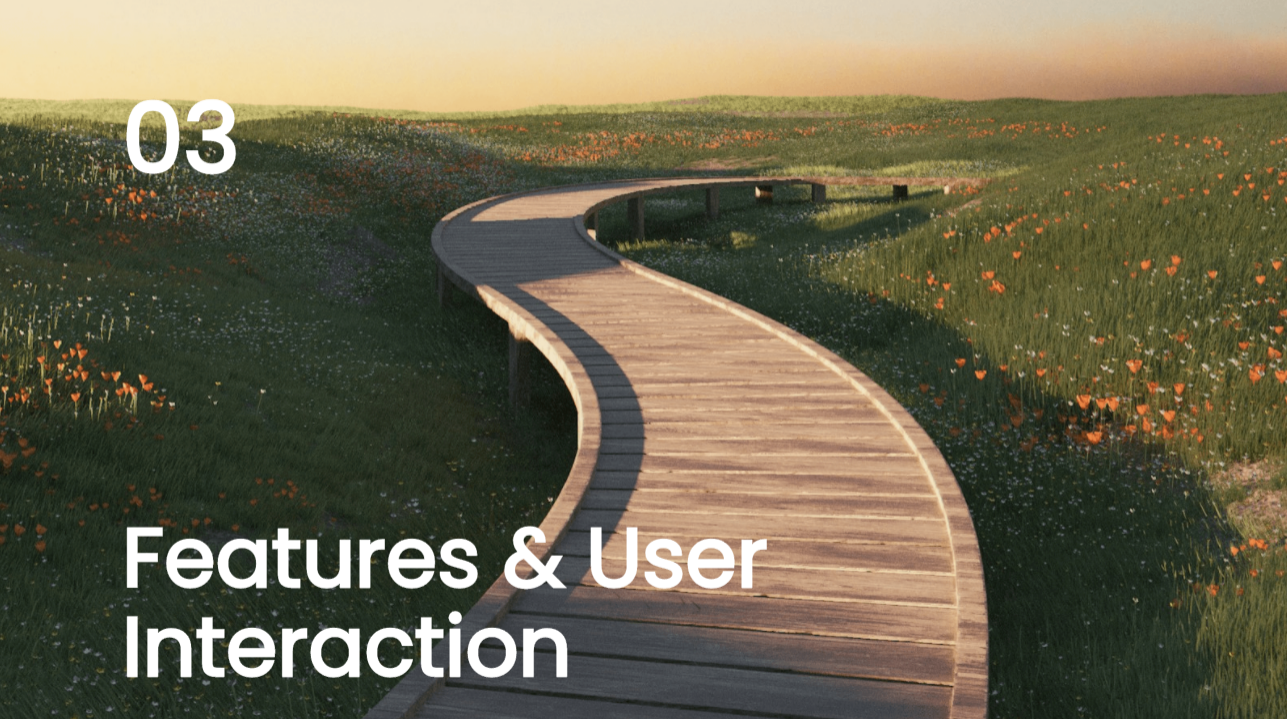 03
Features & User
Interaction